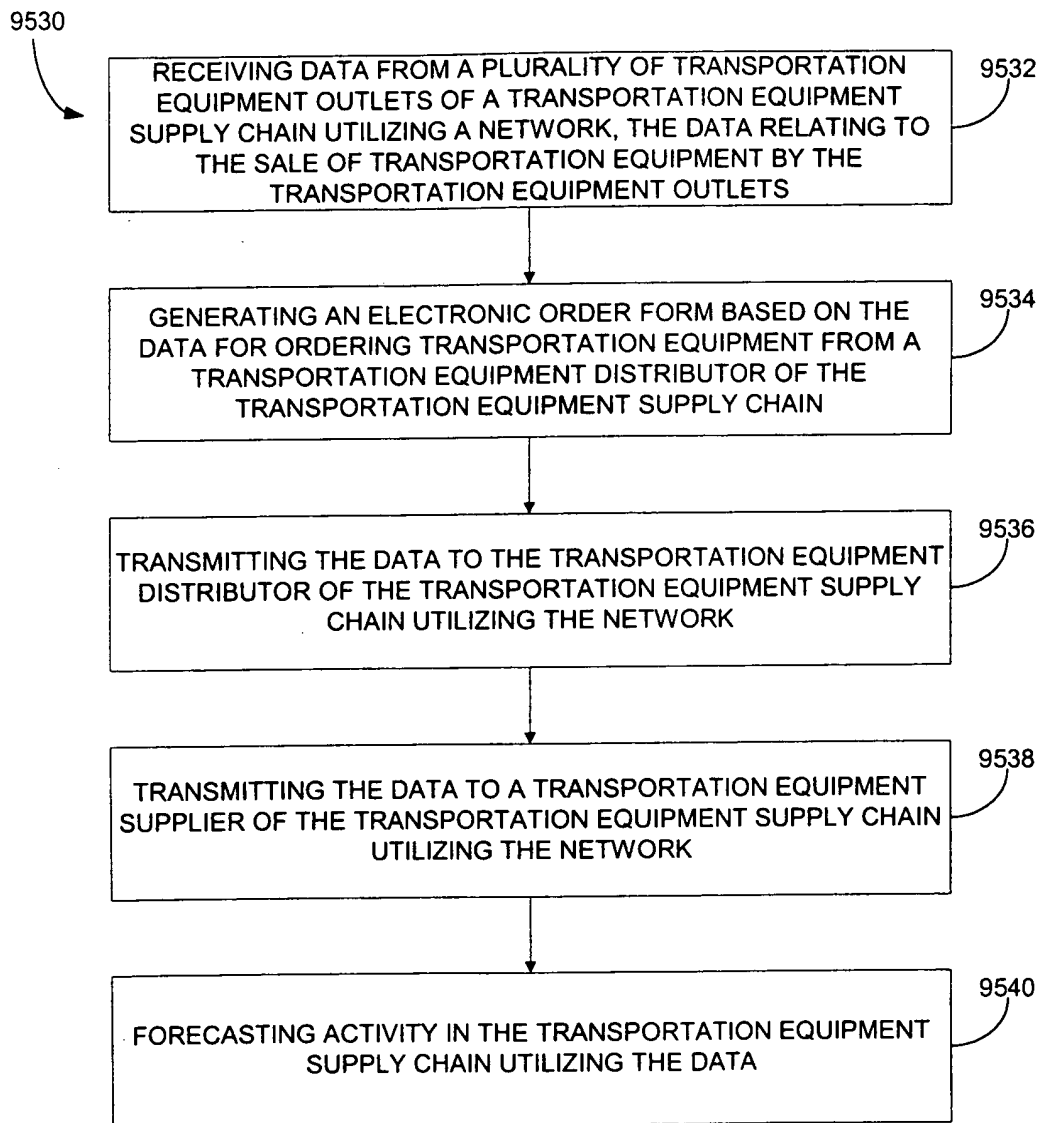 9530
RECEIVING DATA FROM A PLURALITY OF TRANSPORTATION
EQUIPMENT OUTLETS OF A TRANSPORTATION EQUIPMENT
SUPPLY CHAIN UTILIZING A NETWORK, THE DATA RELATING TO
THE SALE OF TRANSPORTATION EQUIPMENT BY THE
TRANSPORTATION EQUIPMENT OUTLETS
9532
GENERATING AN ELECTRONIC ORDER FORM BASED ON THE
DATA FOR ORDERING TRANSPORTATION EQUIPMENT FROM A
TRANSPORTATION EQUIPMENT DISTRIBUTOR OF THE
TRANSPORTATION EQUIPMENT SUPPLY CHAIN
9534
TRANSMITTING THE DATA TO THE TRANSPORTATION EQUIPMENT
DISTRIBUTOR OF THE TRANSPORTATION EQUIPMENT SUPPLY
CHAIN UTILIZING THE NETWORK
9536
TRANSMITTING THE DATA TO A TRANSPORTATION EQUIPMENT
SUPPLIER OF THE TRANSPORTATION EQUIPMENT SUPPLY CHAIN
UTILIZING THE NETWORK
9538
FORECASTING ACTIVITY IN THE TRANSPORTATION EQUIPMENT
SUPPLY CHAIN UTILIZING THE DATA
9540